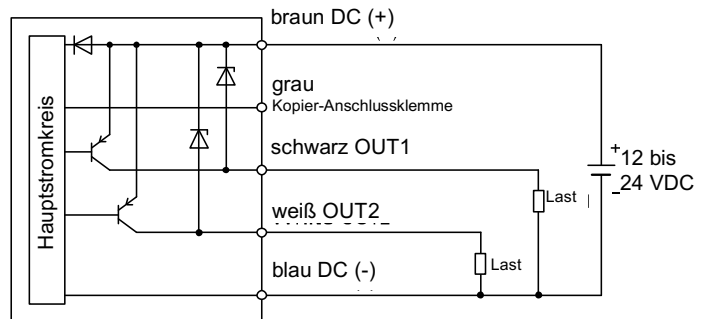 braun DC (+)
grau
Kopier-Anschlussklemme
schwarz OUT1
weiß OUT2
blau DC (-)
Hauptstromkreis
Last
Last
+
12 bis
-
24 VDC